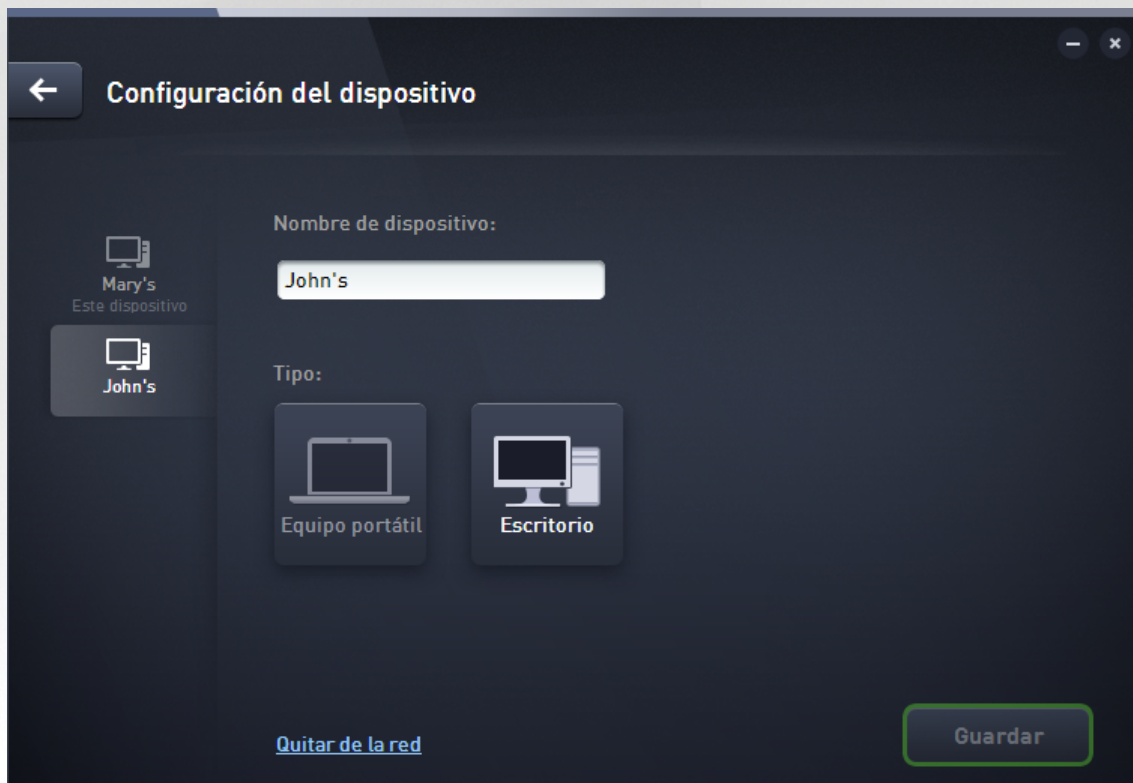 Configuración del dispositivo
Mary's
Este dispositivo
John's
Nombre de dispositivo:
John's
Tipo:
Equipo portátil
Escritorio
Quitar de la red
Guardar